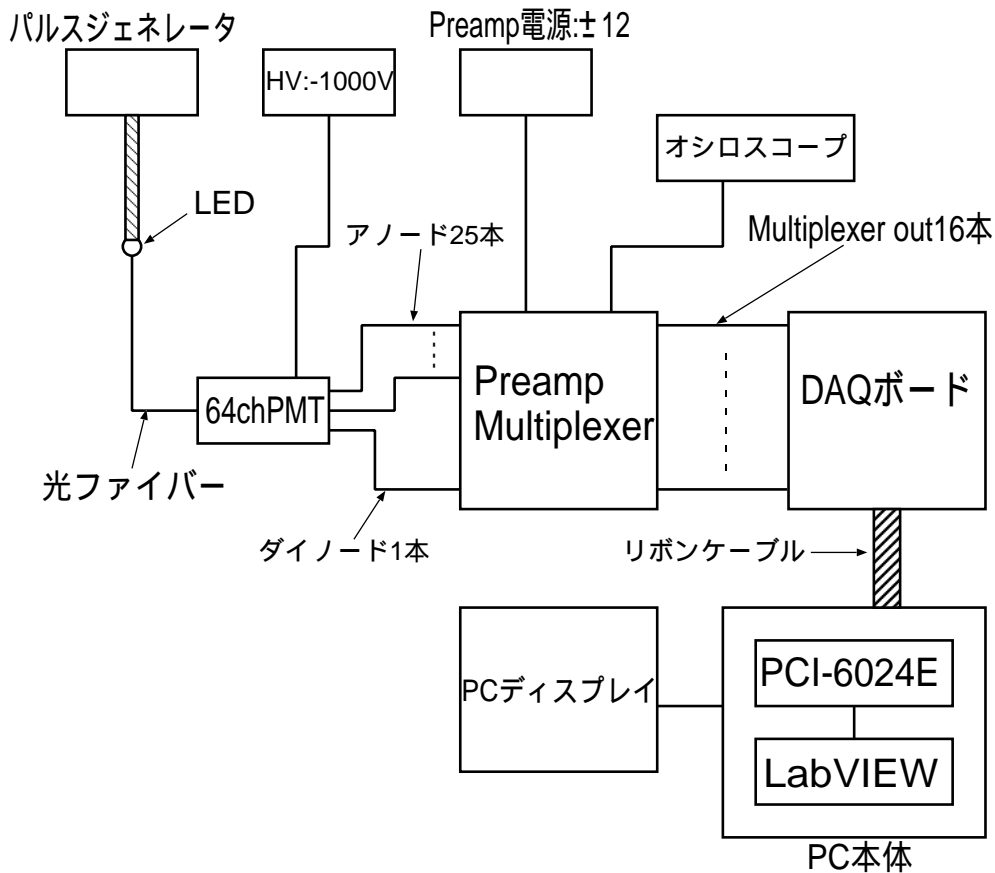 パルスジェネレータ
Preamp電源:±12
HV:-1000V
オシロスコープ
LED
アノード25本
Multiplexer out16本
64chPMT
Preamp
Multiplexer
DAQボード
光ファイバー
ダイノード1本
リボンケーブル
PCディスプレイ
PCI-6024E
LabVIEW
PC本体